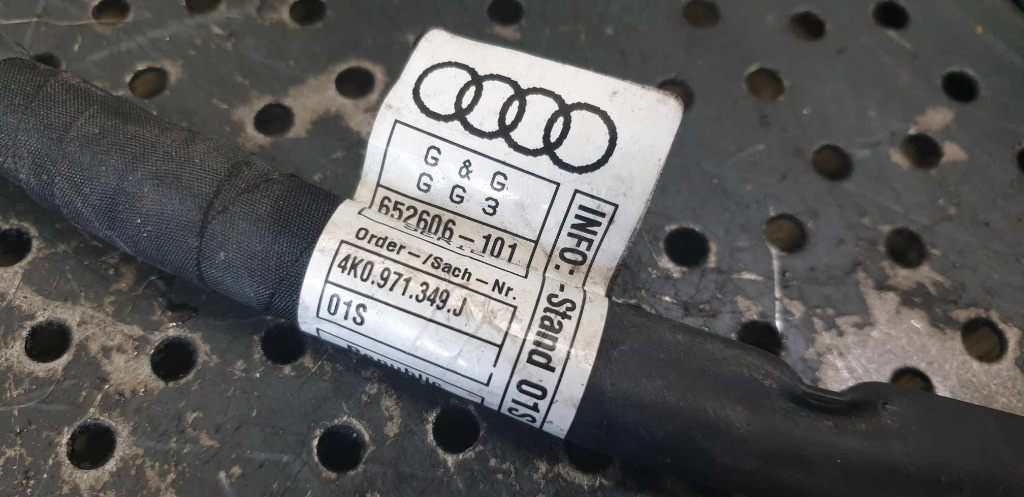 G & G
G G 3
652606-101
Order-/Sach-Nr.
4K0.971.349.J
01S
INFO:-Stand 01S